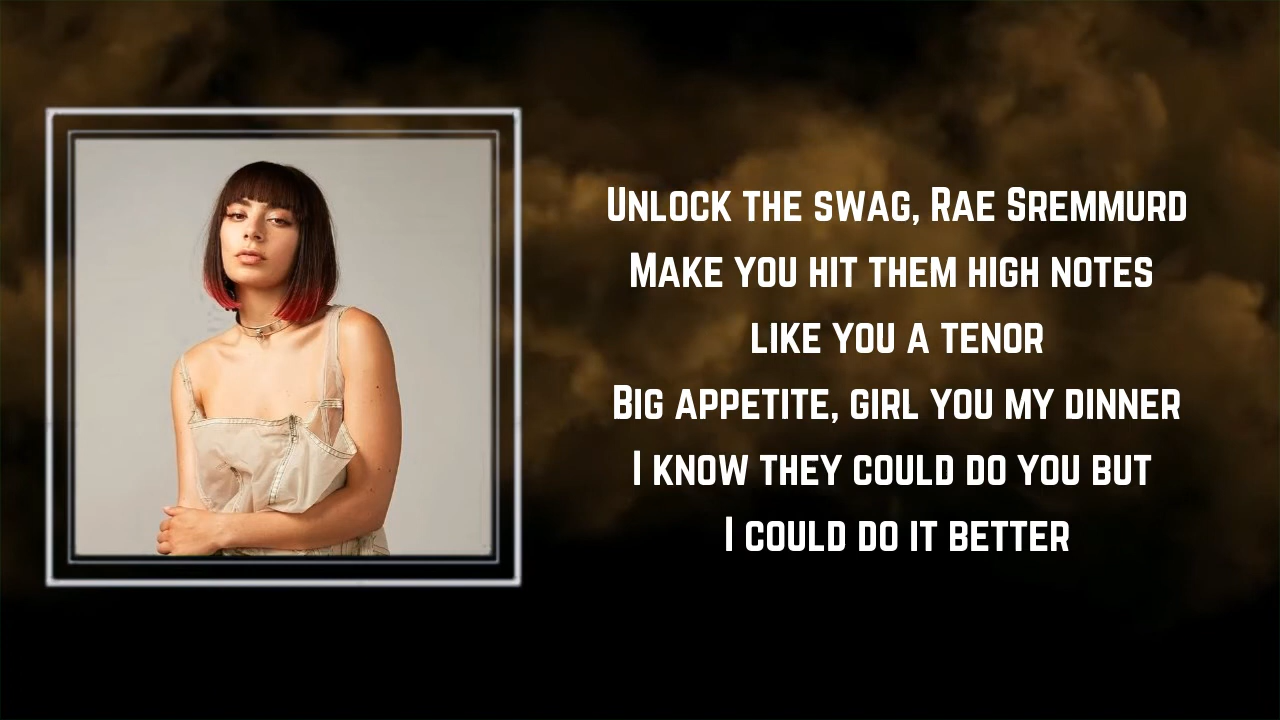 Unlock the swag, Rae Sremmurd
Make you hit them high notes
like you a tenor
Big appetite, girl you my dinner
I know they could do you but
I could do it better